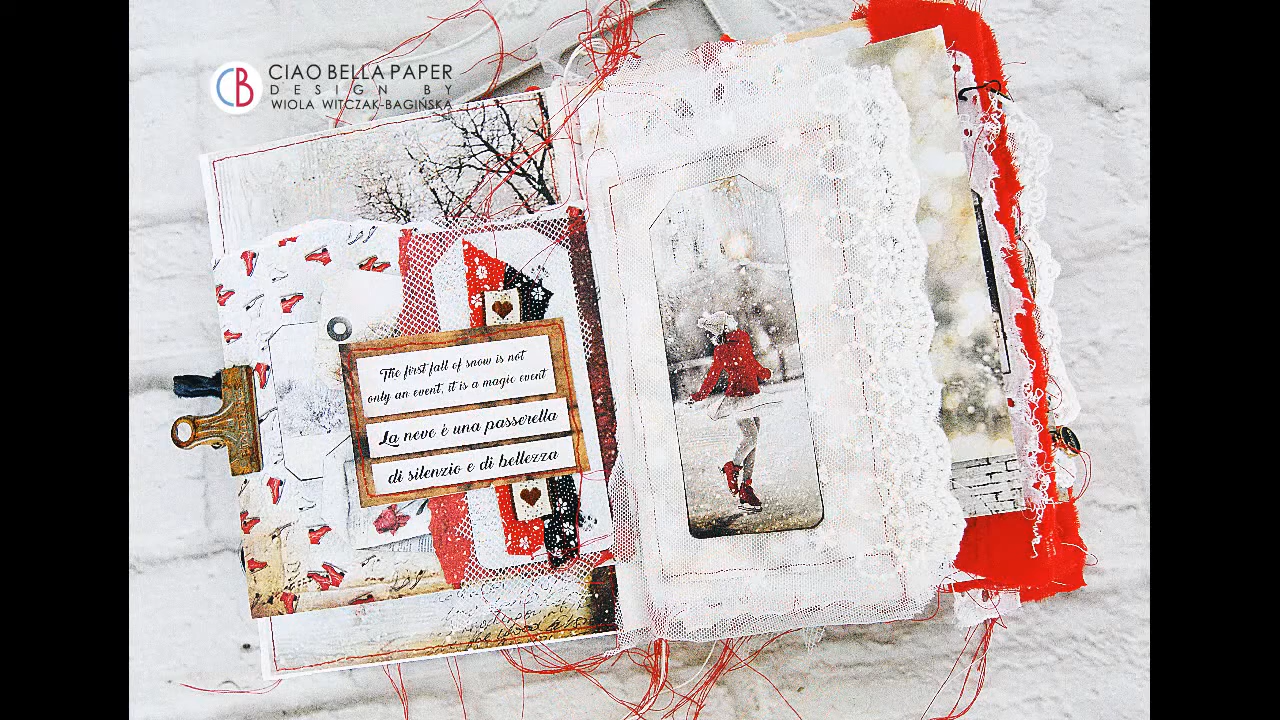 CB
CIAO BELLA PAPER
DESIGN BY
WIOLA WITCZAK-BAGIŃSKA
The first fall of snow is not
only an event, it is a magic event
La neve è una passerella
di silenzio e di bellezza